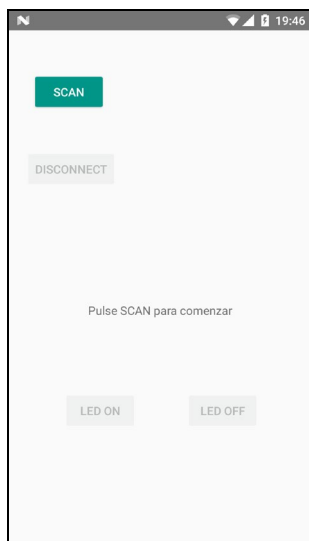 19:46
SCAN
DISCONNECT
Pulse SCAN para comenzar
LED ON
LED OFF